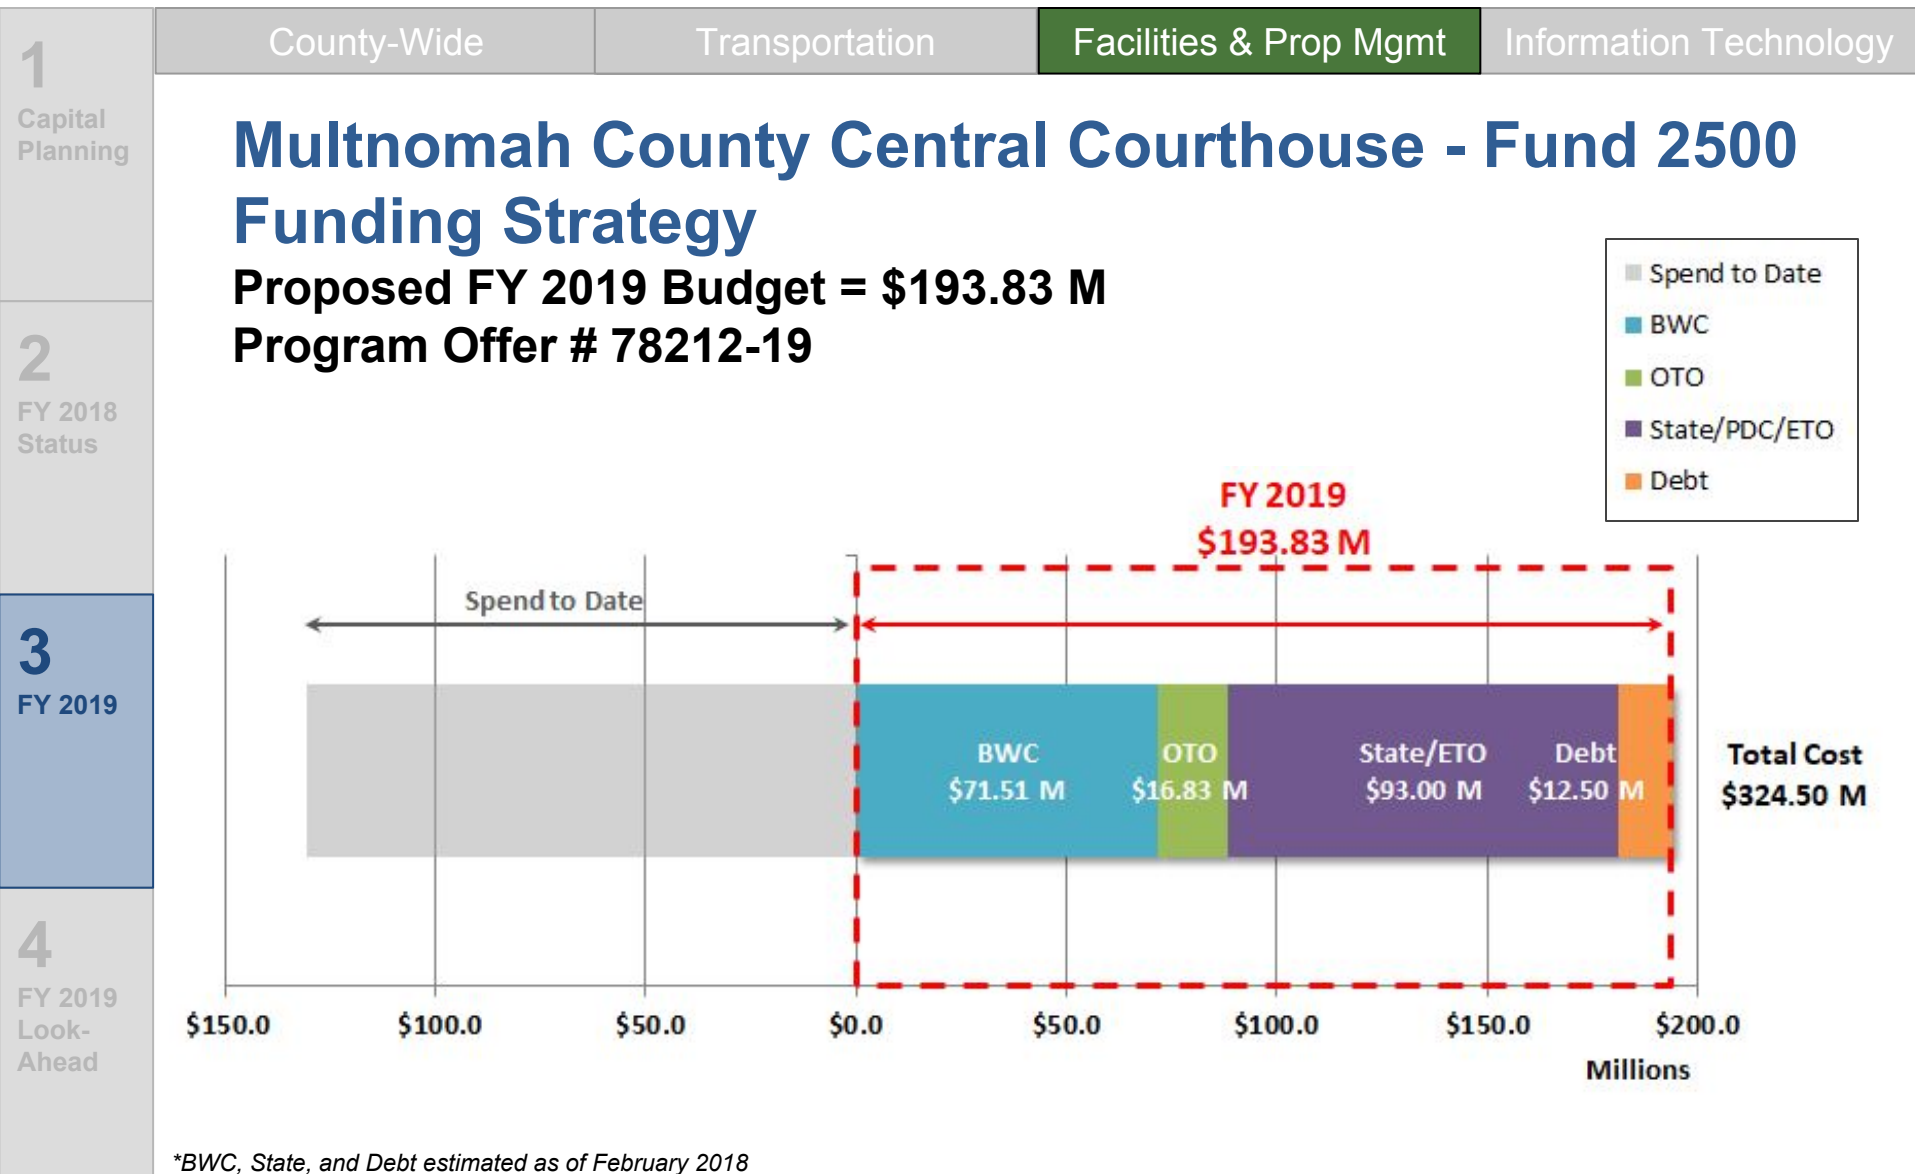 County-Wide
Transportation
Facilities & Prop Mgmt
Information Technology
1
Capital
Planning
2
FY 2018
Status
3
FY 2019
4
FY 2019
Look-
Ahead
Multnomah County Central Courthouse - Fund 2500
Funding Strategy
Proposed FY 2019 Budget = $193.83 M
Program Offer # 78212-19
Spend to Date
BWC
OTO
State/PDC/ETO
Debt
FY 2019
$193.83 M
Spend to Date
BWC
$71.51 M
OTO
$16.83 M
State/ETO
$93.00 M
Debt
$12.50 M
Total Cost
$324.50 M
$150.0
$100.0
$50.0
$0.0
$50.0
$100.0
$150.0
$200.0
Millions
*BWC, State, and Debt estimated as of February 2018